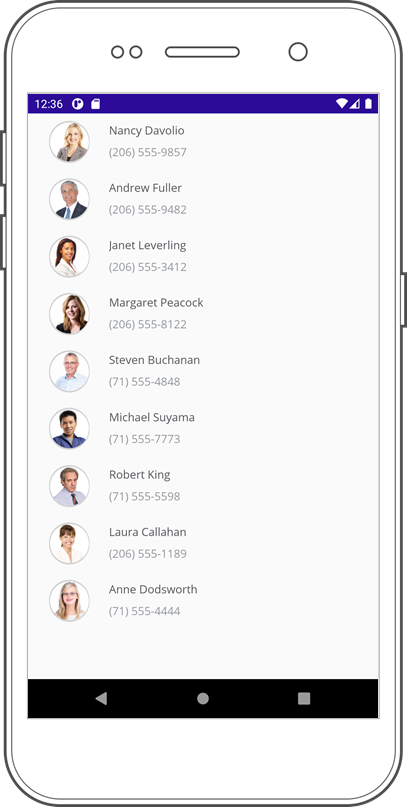 12:36
Nancy Davolio
(206) 555-9857
Andrew Fuller
(206) 555-9482
Janet Leverling
(206) 555-3412
Margaret Peacock
(206) 555-8122
Steven Buchanan
(71) 555-4848
Michael Suyama
(71) 555-7773
Robert King
(71) 555-5598
Laura Callahan
(206) 555-1189
Anne Dodsworth
(71) 555-4444